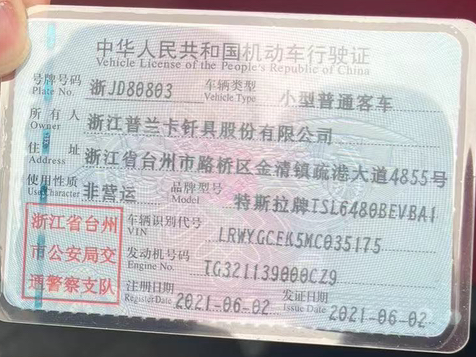 中华人民共和国机动车行驶证
Vehicle License of the People's Republic of China
号牌号码 浙JD80803 车辆类型 小型普通客车
Plate No. Vehicle Type
所有人 浙江普兰卡钎具股份有限公司
Owner
住址 浙江省台州市路桥区金清镇疏港大道4855号
Address
使用性质 非营运 品牌型号 特斯拉牌TSL6480BEVBA1
Use Character Model
浙江省台州
市公安局交
通警察支队
车辆识别代号 LRWYGCEK5MC035175
VIN
发动机号码 TG321139000CZ9
Engine No.
注册日期 2021-06-02 发证日期 2021-06-02
Register Date Issue Date